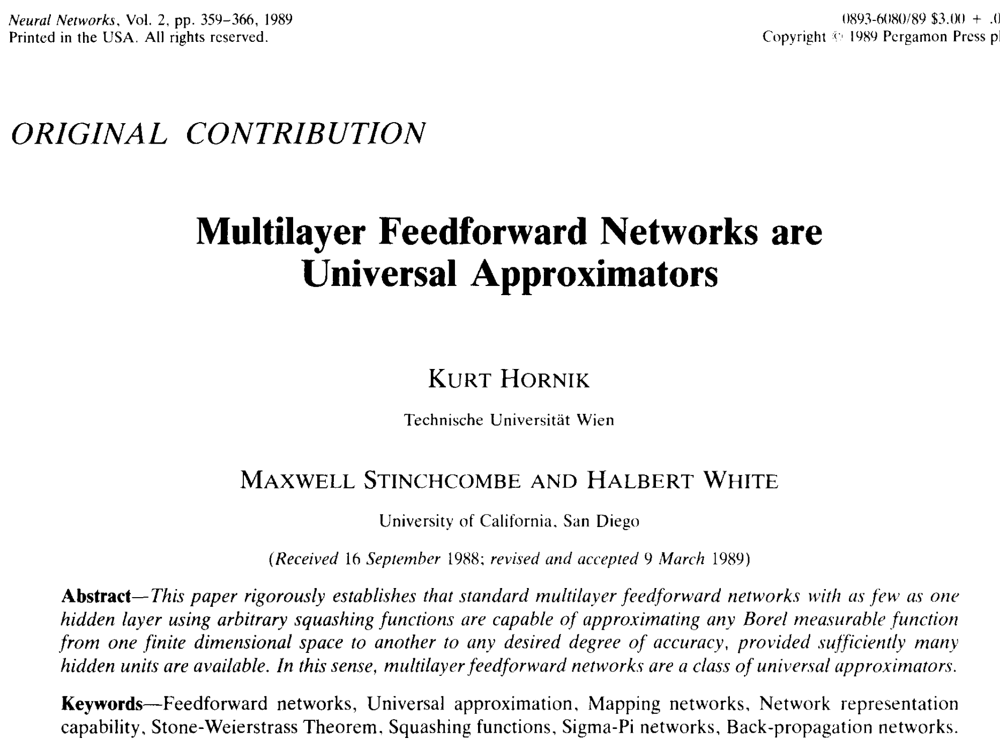 Neural Networks, Vol. 2, pp. 359–366, 1989
Printed in the USA. All rights reserved.
0893-6080/89 $3.00 + .0
Copyright © 1989 Pergamon Press pl
ORIGINAL CONTRIBUTION
Multilayer Feedforward Networks are
Universal Approximators
KURT HORNIK
Technische Universität Wien
MAXWELL STINCHCOMBE AND HALBERT WHITE
University of California, San Diego
(Received 16 September 1988; revised and accepted 9 March 1989)
Abstract—This paper rigorously establishes that standard multilayer feedforward networks with as few as one
hidden layer using arbitrary squashing functions are capable of approximating any Borel measurable function
from one finite dimensional space to another to any desired degree of accuracy, provided sufficiently many
hidden units are available. In this sense, multilayer feedforward networks are a class of universal approximators.
Keywords—Feedforward networks, Universal approximation, Mapping networks, Network representation
capability, Stone-Weierstrass Theorem, Squashing functions, Sigma-Pi networks, Back-propagation networks.